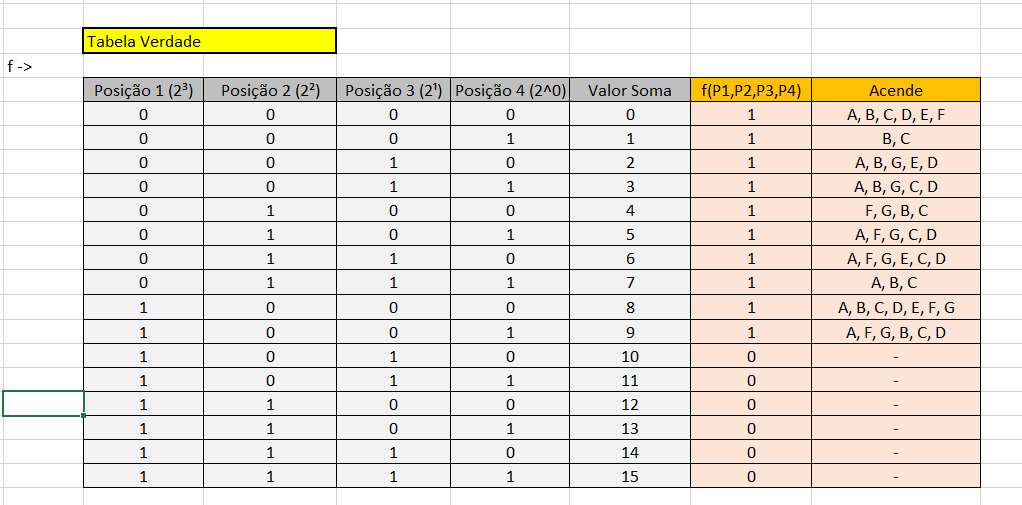 Tabela Verdade
f ->
Posição 1 (2³) Posição 2 (2²) Posição 3 (2¹) Posição 4 (2^0) Valor Soma f(P1,P2,P3,P4) Acende
0 0 0 0 0 1 A, B, C, D, E, F
0 0 0 1 1 1 B, C
0 0 1 0 2 1 A, B, G, E, D
0 0 1 1 3 1 A, B, G, C, D
0 1 0 0 4 1 F, G, B, C
0 1 0 1 5 1 A, F, G, C, D
0 1 1 0 6 1 A, F, G, E, C, D
0 1 1 1 7 1 A, B, C
1 0 0 0 8 1 A, B, C, D, E, F, G
1 0 0 1 9 1 A, F, G, B, C, D
1 0 1 0 10 0 -
1 0 1 1 11 0 -
1 1 0 0 12 0 -
1 1 0 1 13 0 -
1 1 1 0 14 0 -
1 1 1 1 15 0 -